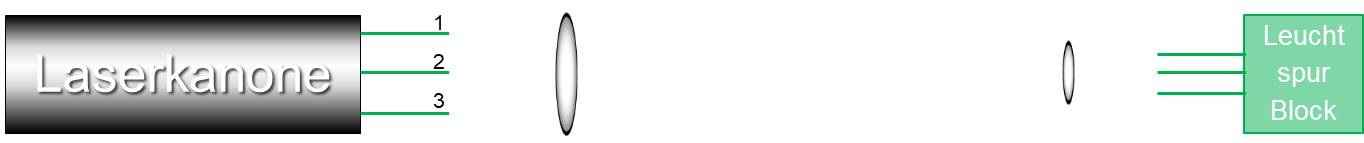 Laserkanone
1
2
3
Leucht
spur
Block